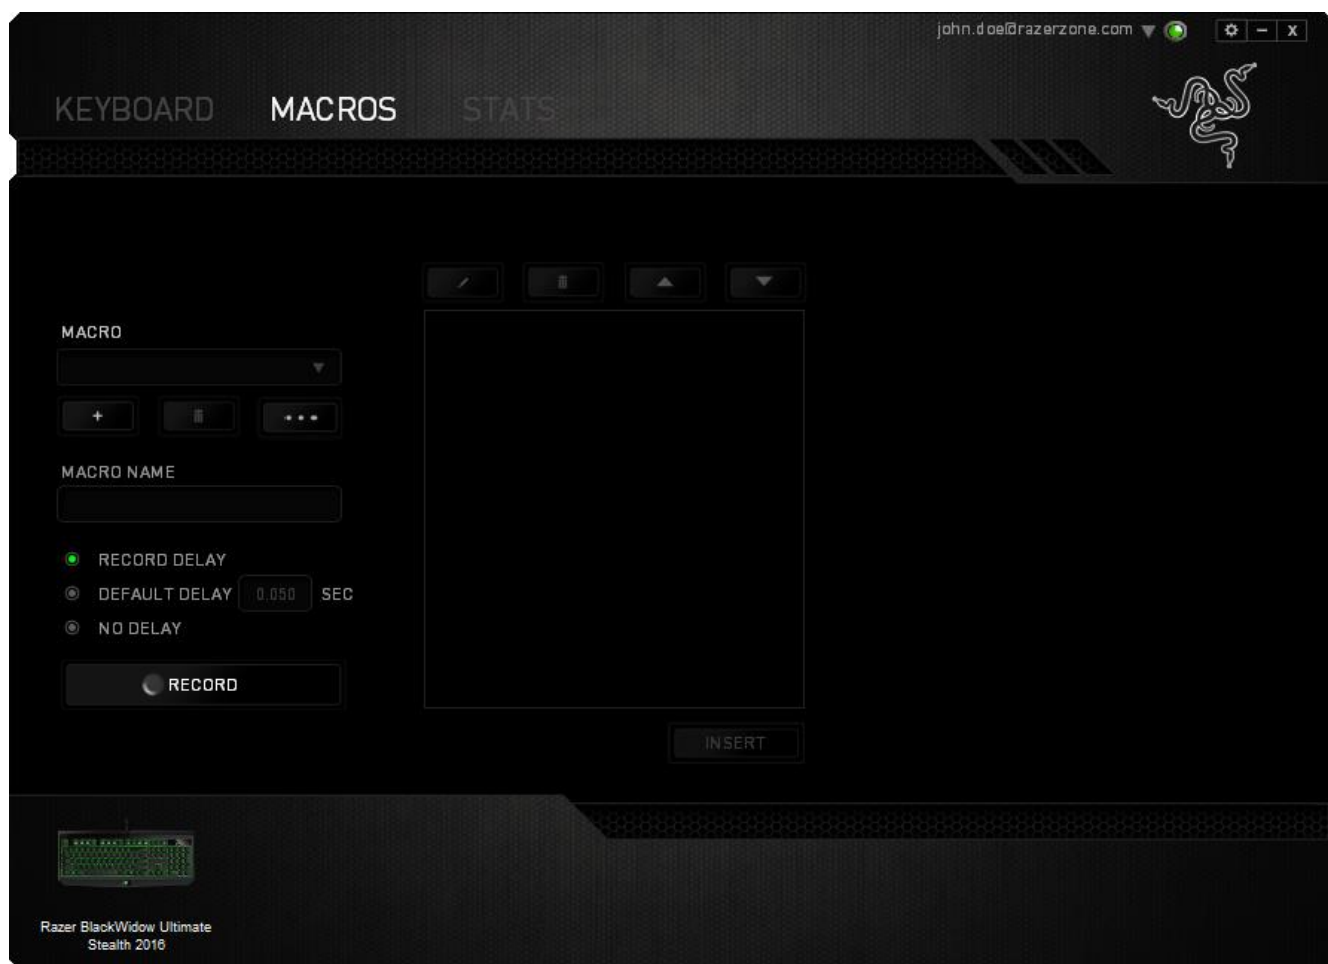 john.doe@razerzone.com
KEYBOARD MACROS STATS
MACRO
MACRO NAME
RECORD DELAY
DEFAULT DELAY 0.050 SEC
NO DELAY
RECORD
INSERT
Razer BlackWidow Ultimate
Stealth 2016